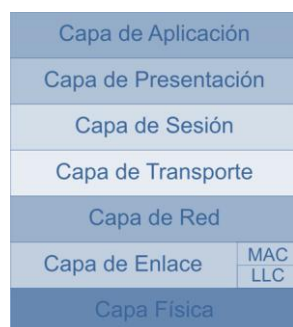 Capa de Aplicación
Capa de Presentación
Capa de Sesión
Capa de Transporte
Capa de Red
Capa de Enlace
MAC
LLC
Capa Física